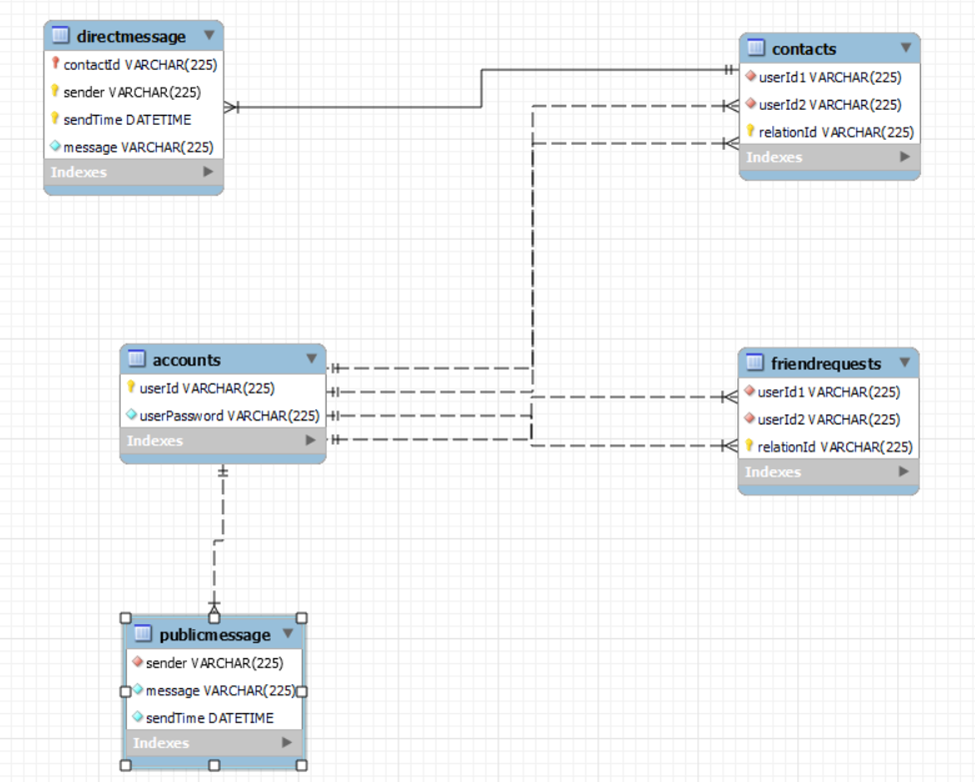 directmessage
contactId VARCHAR(225)
sender VARCHAR(225)
sendTime DATETIME
message VARCHAR(225)
Indexes
contacts
userId1 VARCHAR(225)
userId2 VARCHAR(225)
relationId VARCHAR(225)
Indexes
accounts
userId VARCHAR(225)
userPassword VARCHAR(225)
Indexes
friendrequests
userId1 VARCHAR(225)
userId2 VARCHAR(225)
relationId VARCHAR(225)
Indexes
publicmessage
sender VARCHAR(225)
message VARCHAR(225)
sendTime DATETIME
Indexes